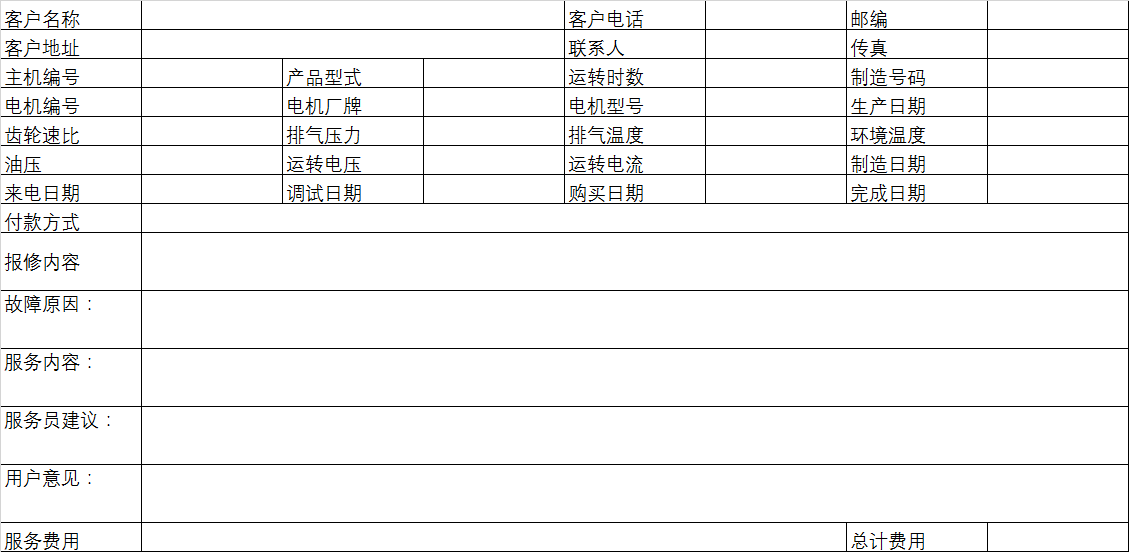 客户名称 客户电话 邮编
客户地址 联系人 传真
主机编号 产品型式 运转时数 制造号码
电机编号 电机厂牌 电机型号 生产日期
齿轮速比 排气压力 排气温度 环境温度
油压 运转电压 运转电流 制造日期
来电日期 调试日期 购买日期 完成日期
付款方式
报修内容
故障原因：
服务内容：
服务员建议：
用户意见：
服务费用 总计费用